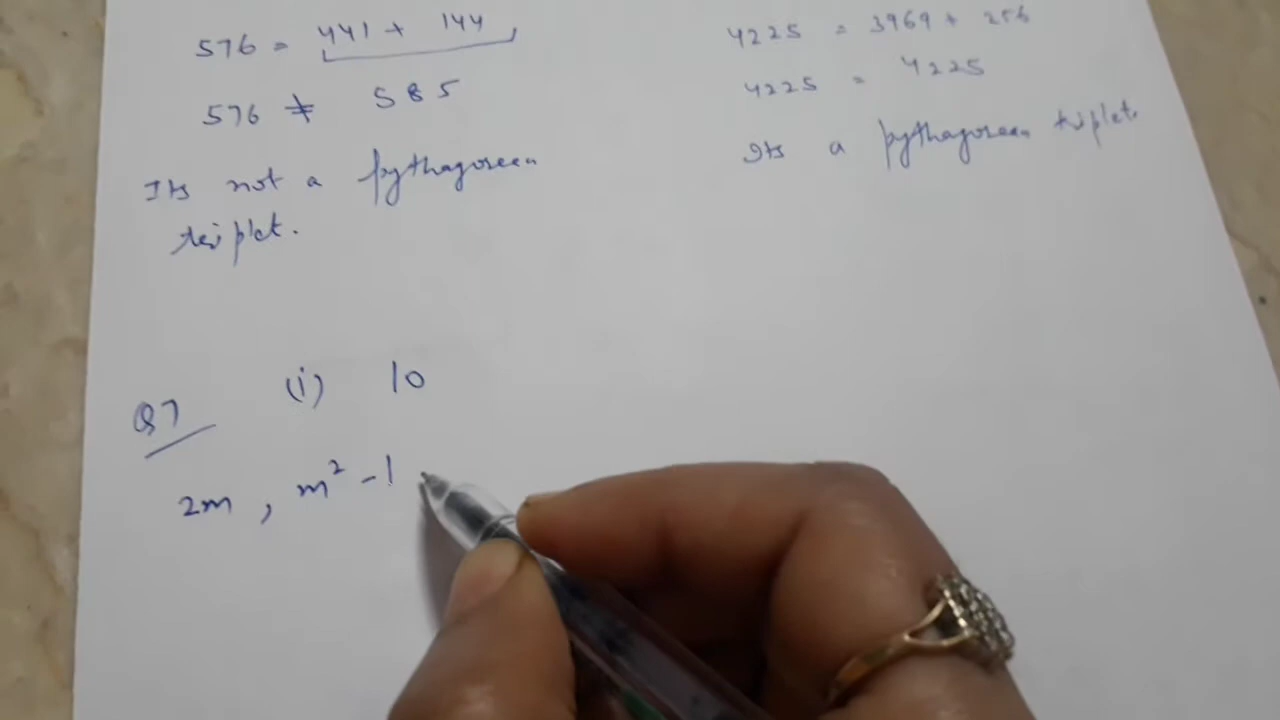 576 = 441 + 144
576 ≠ 585
Its not a pythagoreen
triplet.
4225 = 3969 + 256
4225 = 4225
Its a pythagorean triplet.
Q7 (i) 10
2m, m² -1